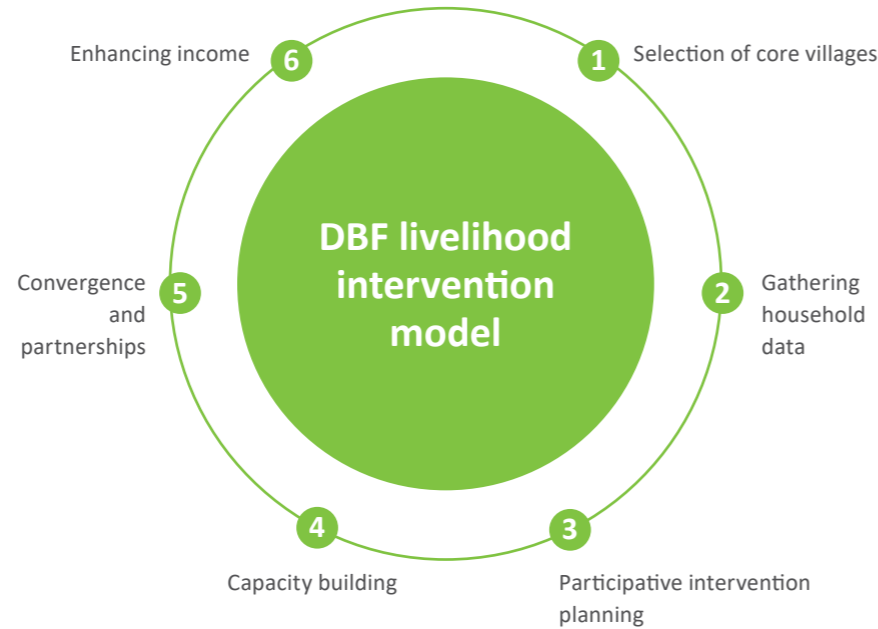 DBF livelihood
intervention
model
1
Selection of core villages
2
Gathering
household
data
3
Participative intervention
planning
4
Capacity building
5
Convergence
and
partnerships
6
Enhancing income